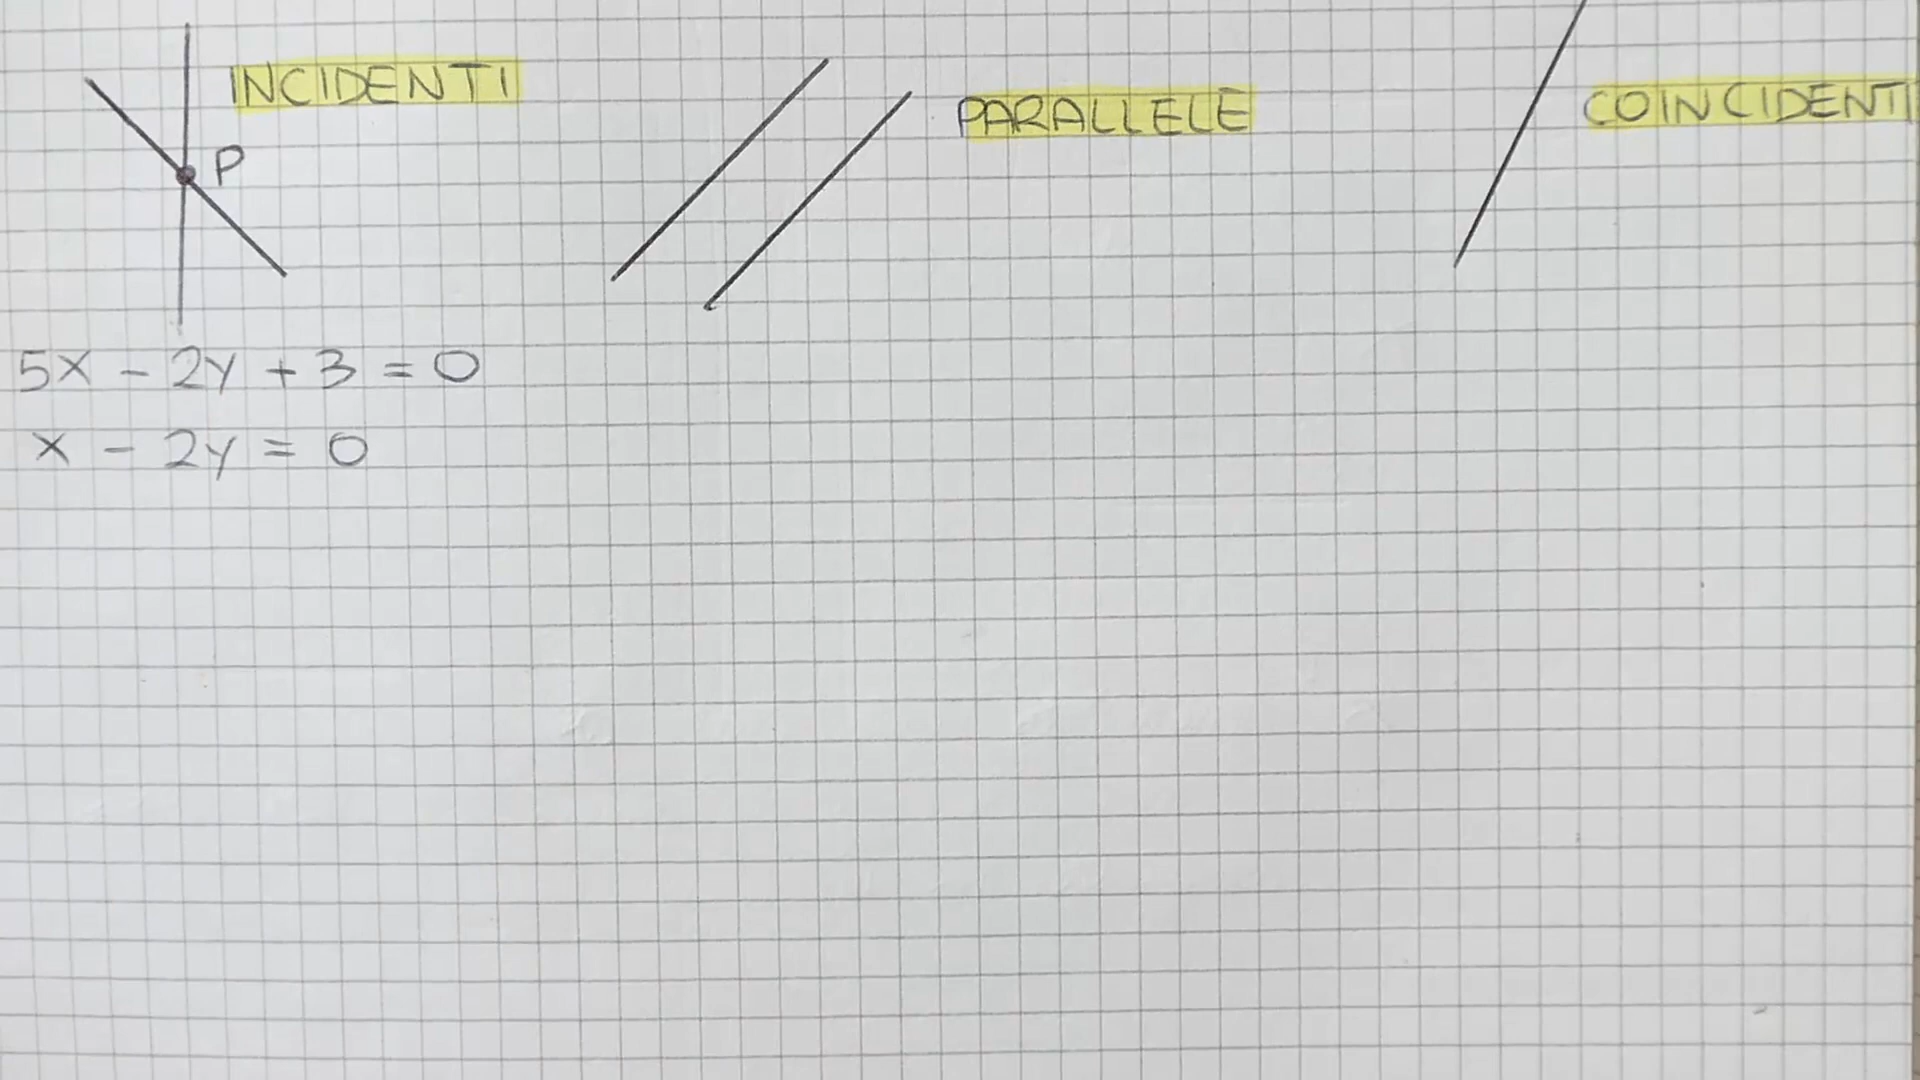 INCIDENTI
PARALLELE
COINCIDENTI
P
5x - 2y + 3 = 0
x - 2y = 0